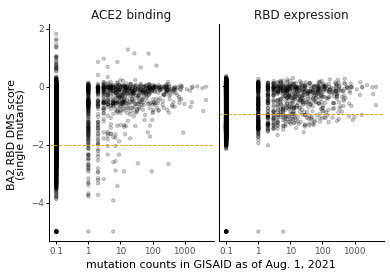 ACE2 binding RBD expression
BA2 RBD DMS score
(single mutants)
2
0
−2
−4
0.1 1 10 100 1000 0.1 1 10 100 1000
mutation counts in GISAID as of Aug. 1, 2021